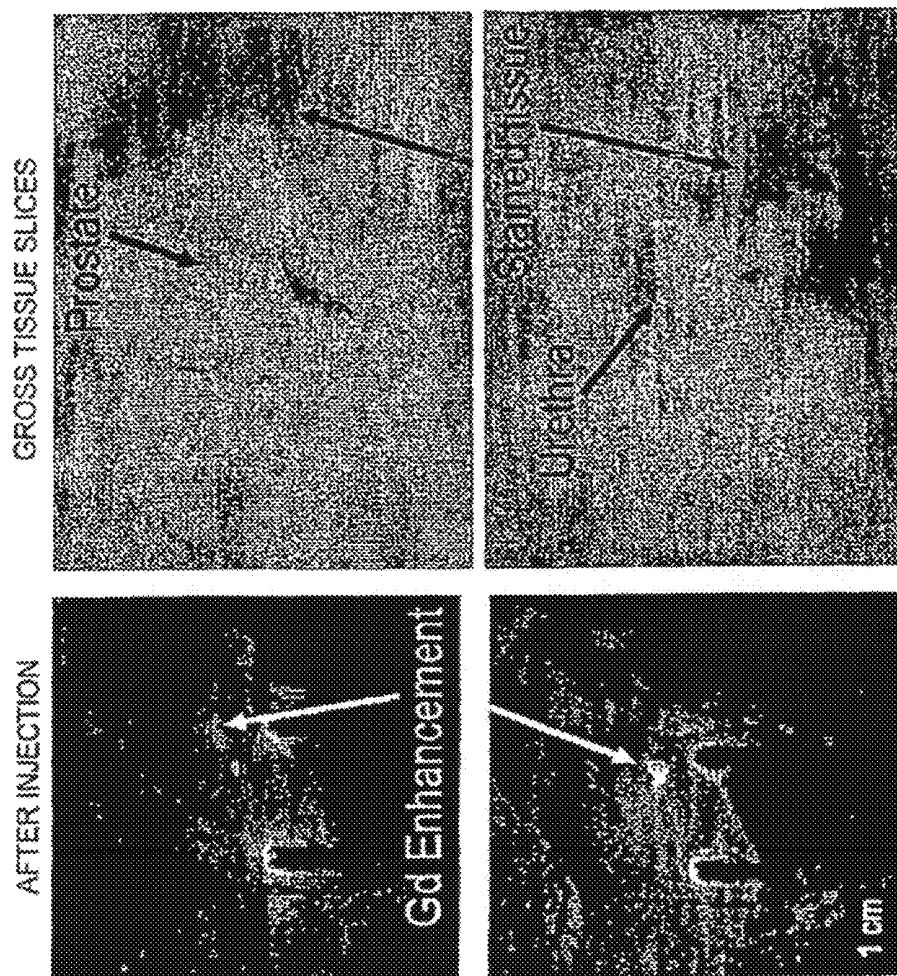 GROSS TISSUE SLICES
Prostate
Stained tissue
Urethra
AFTER INJECTION
Gd Enhancement
1 cm